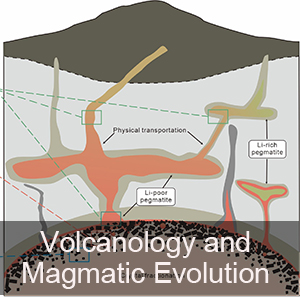 Physical transportation
Li-rich
pegmatite
Li-poor
pegmatite
Volcanology and
Magmatic Evolution